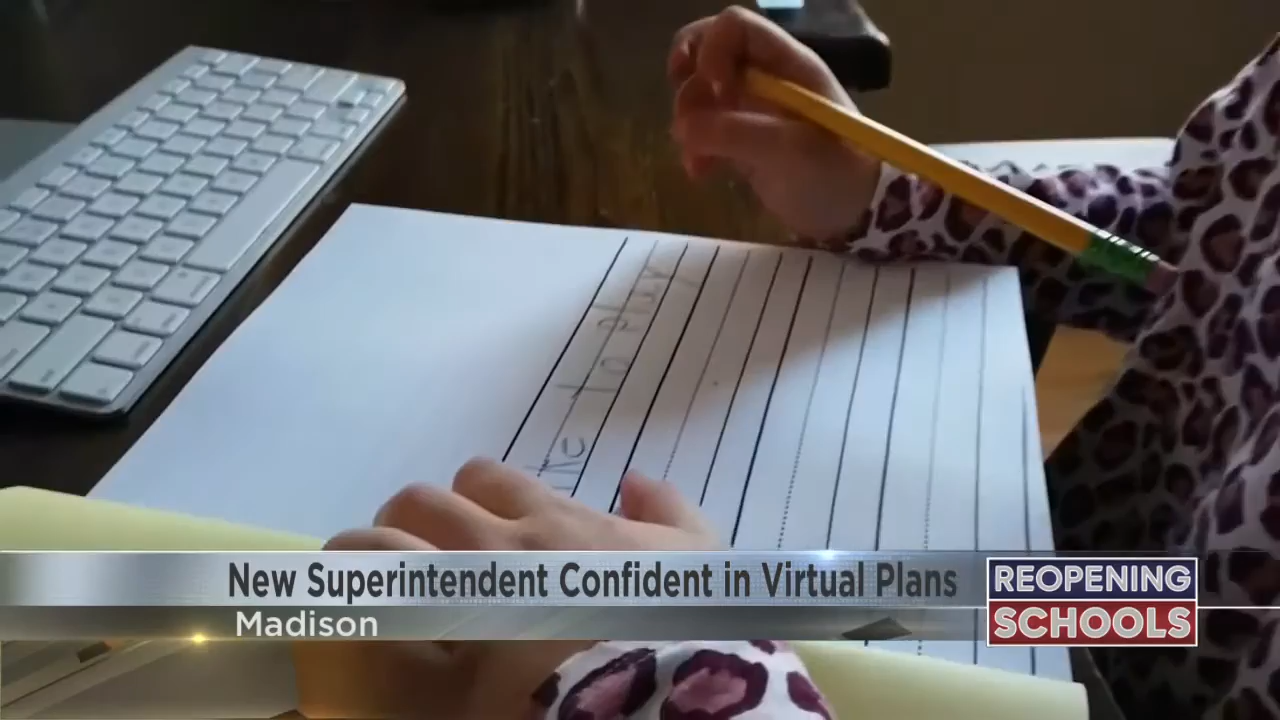 like to play
New Superintendent Confident in Virtual Plans
Madison
REOPENING
SCHOOLS